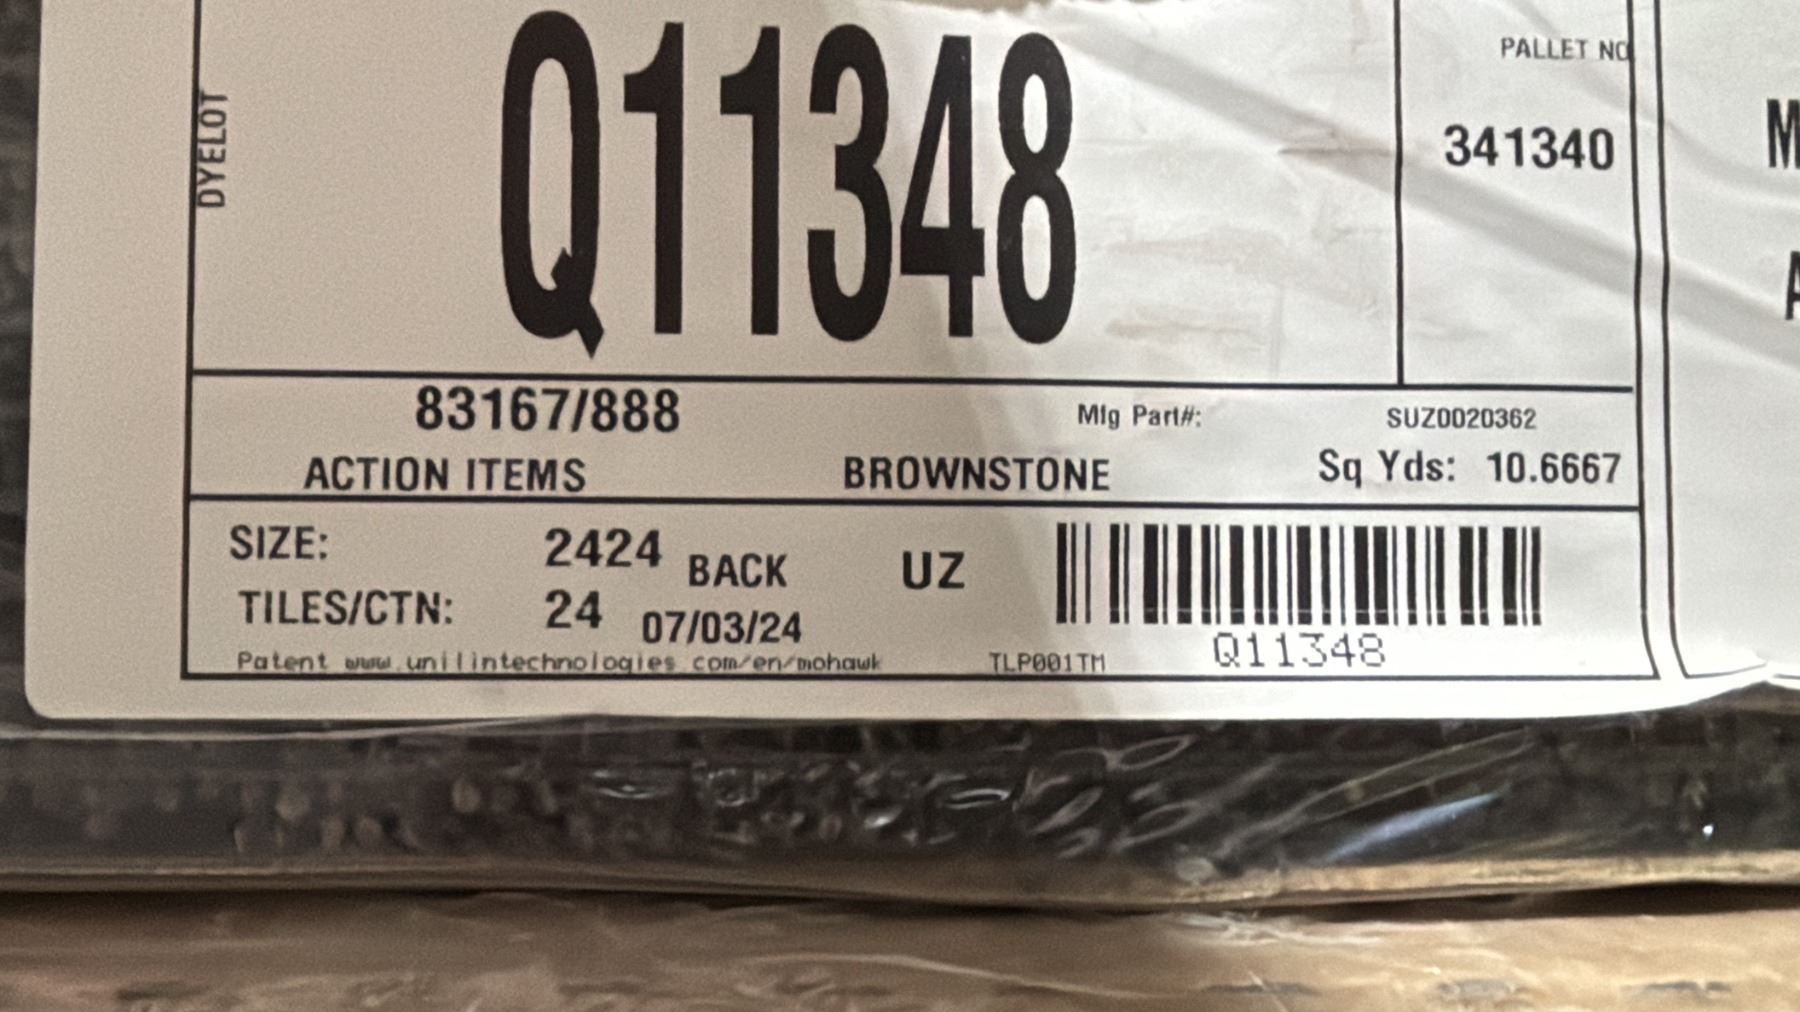 DYELOT
Q11348
PALLET NO
341340
83167/888
Mfg Part#: SUZ0020362
ACTION ITEMS BROWNSTONE Sq Yds: 10.6667
SIZE: 2424 BACK UZ
TILES/CTN: 24 07/03/24
Patent www.unilintechnologies.com/en/mohawk TLP001TM Q11348
M
A